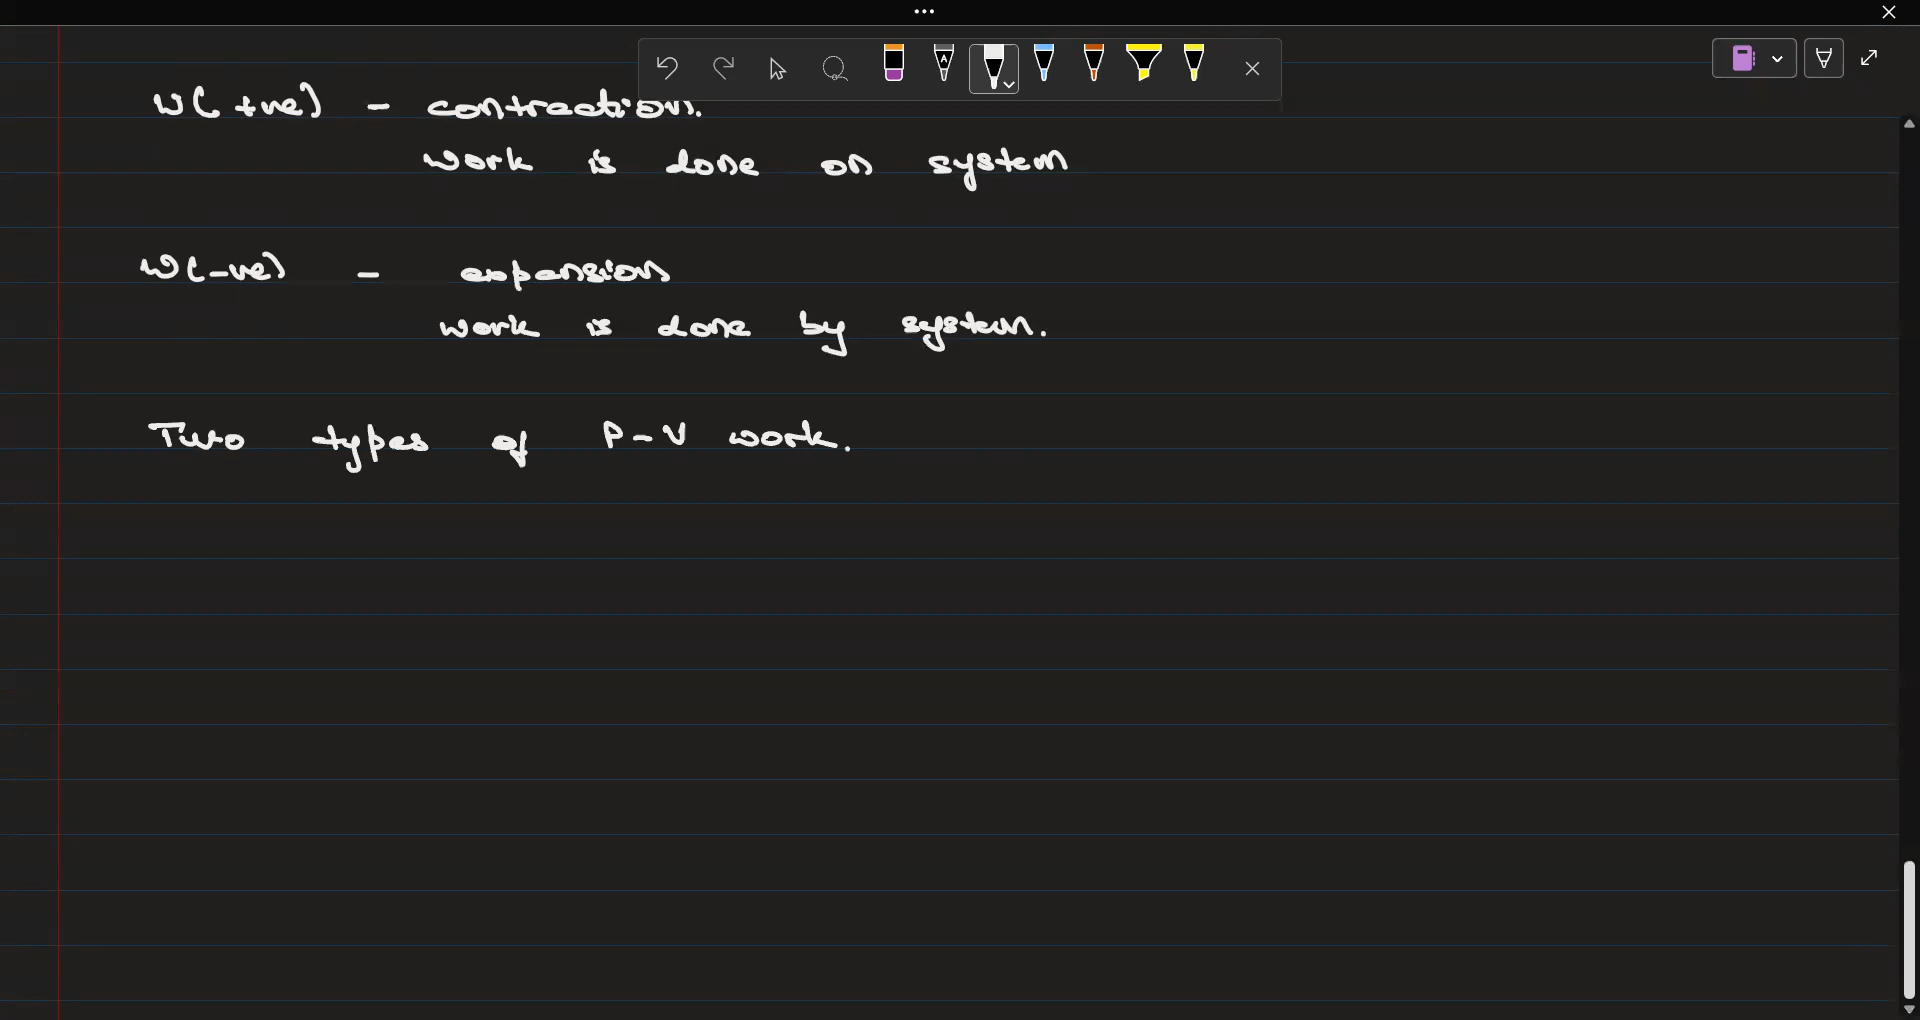 W(+ve) - contraction.
Work is done on system
W(-ve) - expansion
work is done by system.
Two types of P-V work.